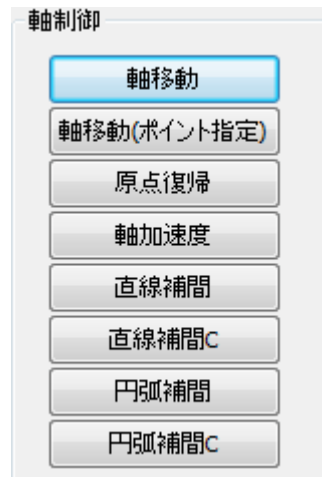 軸制御
軸移動
軸移動(ポイント指定)
原点復帰
軸加速度
直線補間
直線補間C
円弧補間
円弧補間C